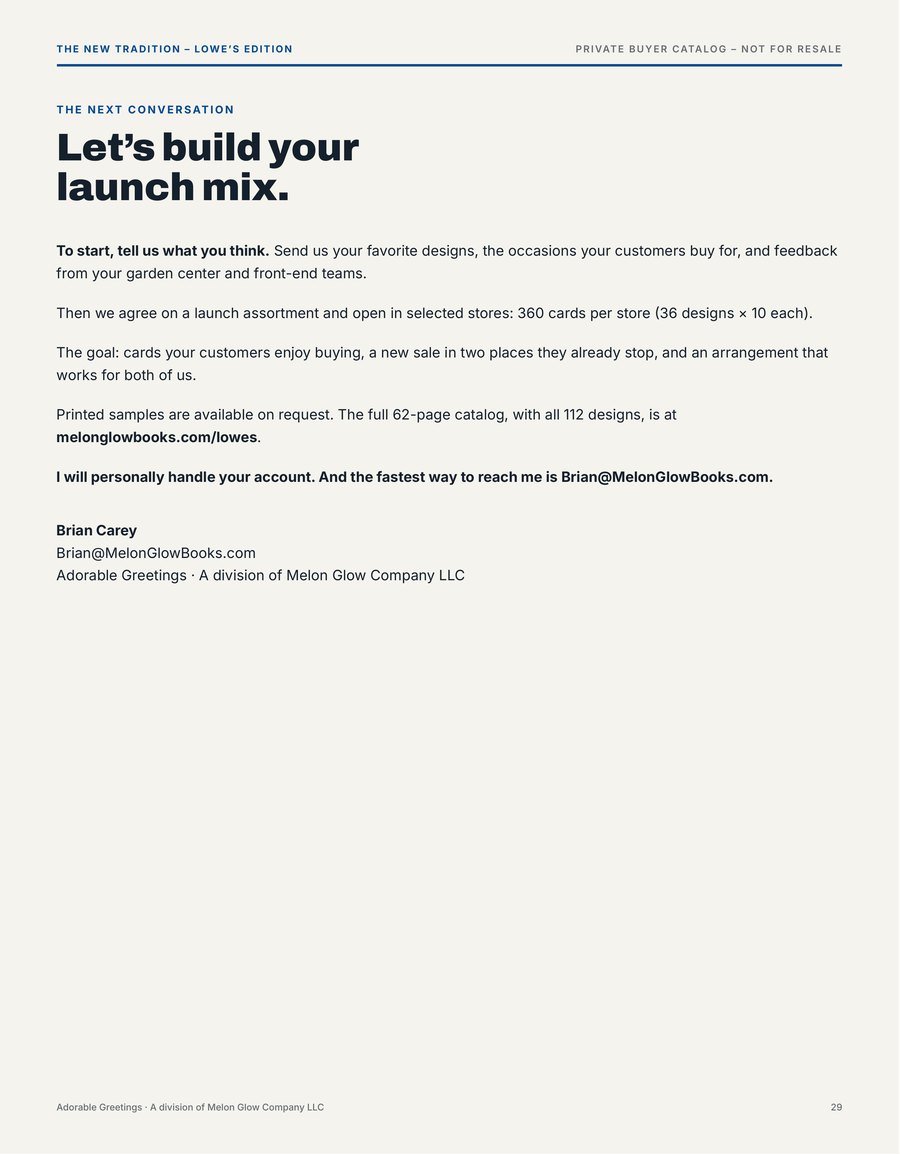 THE NEW TRADITION – LOWE’S EDITION
PRIVATE BUYER CATALOG – NOT FOR RESALE
THE NEXT CONVERSATION
Let’s build your
launch mix.
To start, tell us what you think. Send us your favorite designs, the occasions your customers buy for, and feedback
from your garden center and front-end teams.
Then we agree on a launch assortment and open in selected stores: 360 cards per store (36 designs × 10 each).
The goal: cards your customers enjoy buying, a new sale in two places they already stop, and an arrangement that
works for both of us.
Printed samples are available on request. The full 62-page catalog, with all 112 designs, is at
melonglowbooks.com/lowes.
I will personally handle your account. And the fastest way to reach me is Brian@MelonGlowBooks.com.
Brian Carey
Brian@MelonGlowBooks.com
Adorable Greetings · A division of Melon Glow Company LLC
Adorable Greetings · A division of Melon Glow Company LLC
29